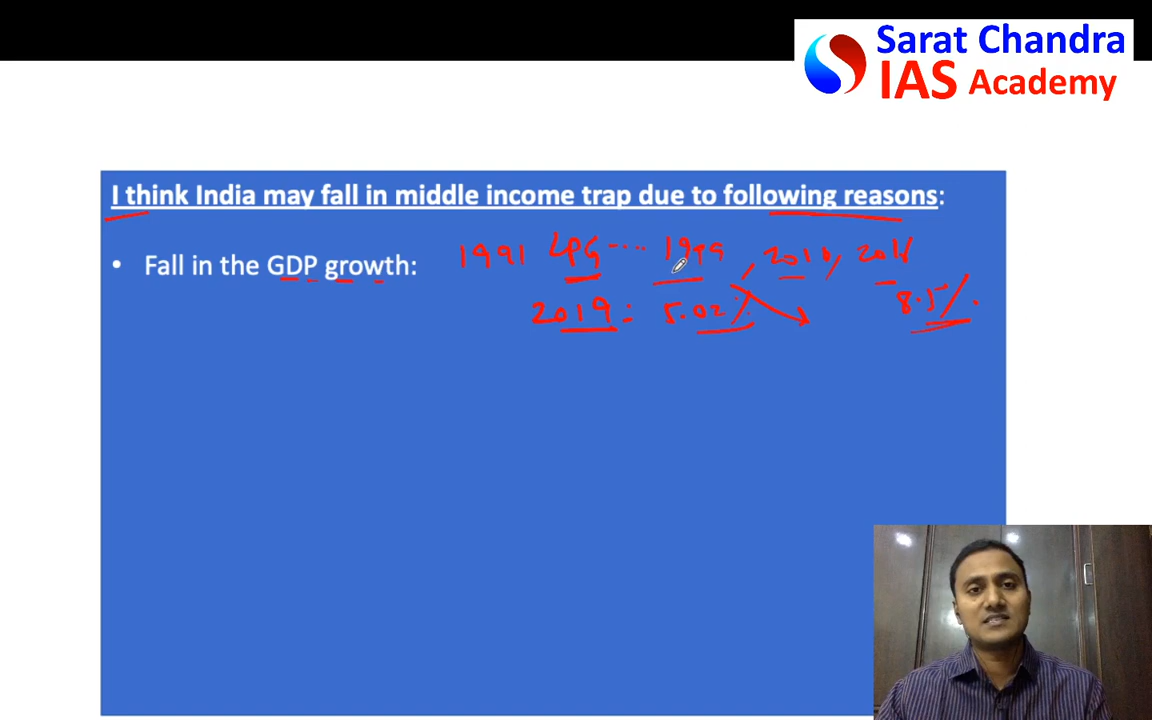 Sarat Chandra
IAS Academy
I think India may fall in middle income trap due to following reasons:
• Fall in the GDP growth: 1991 LPG .... 1999, 2010, 2016
8.5%.
2019: 5.02%